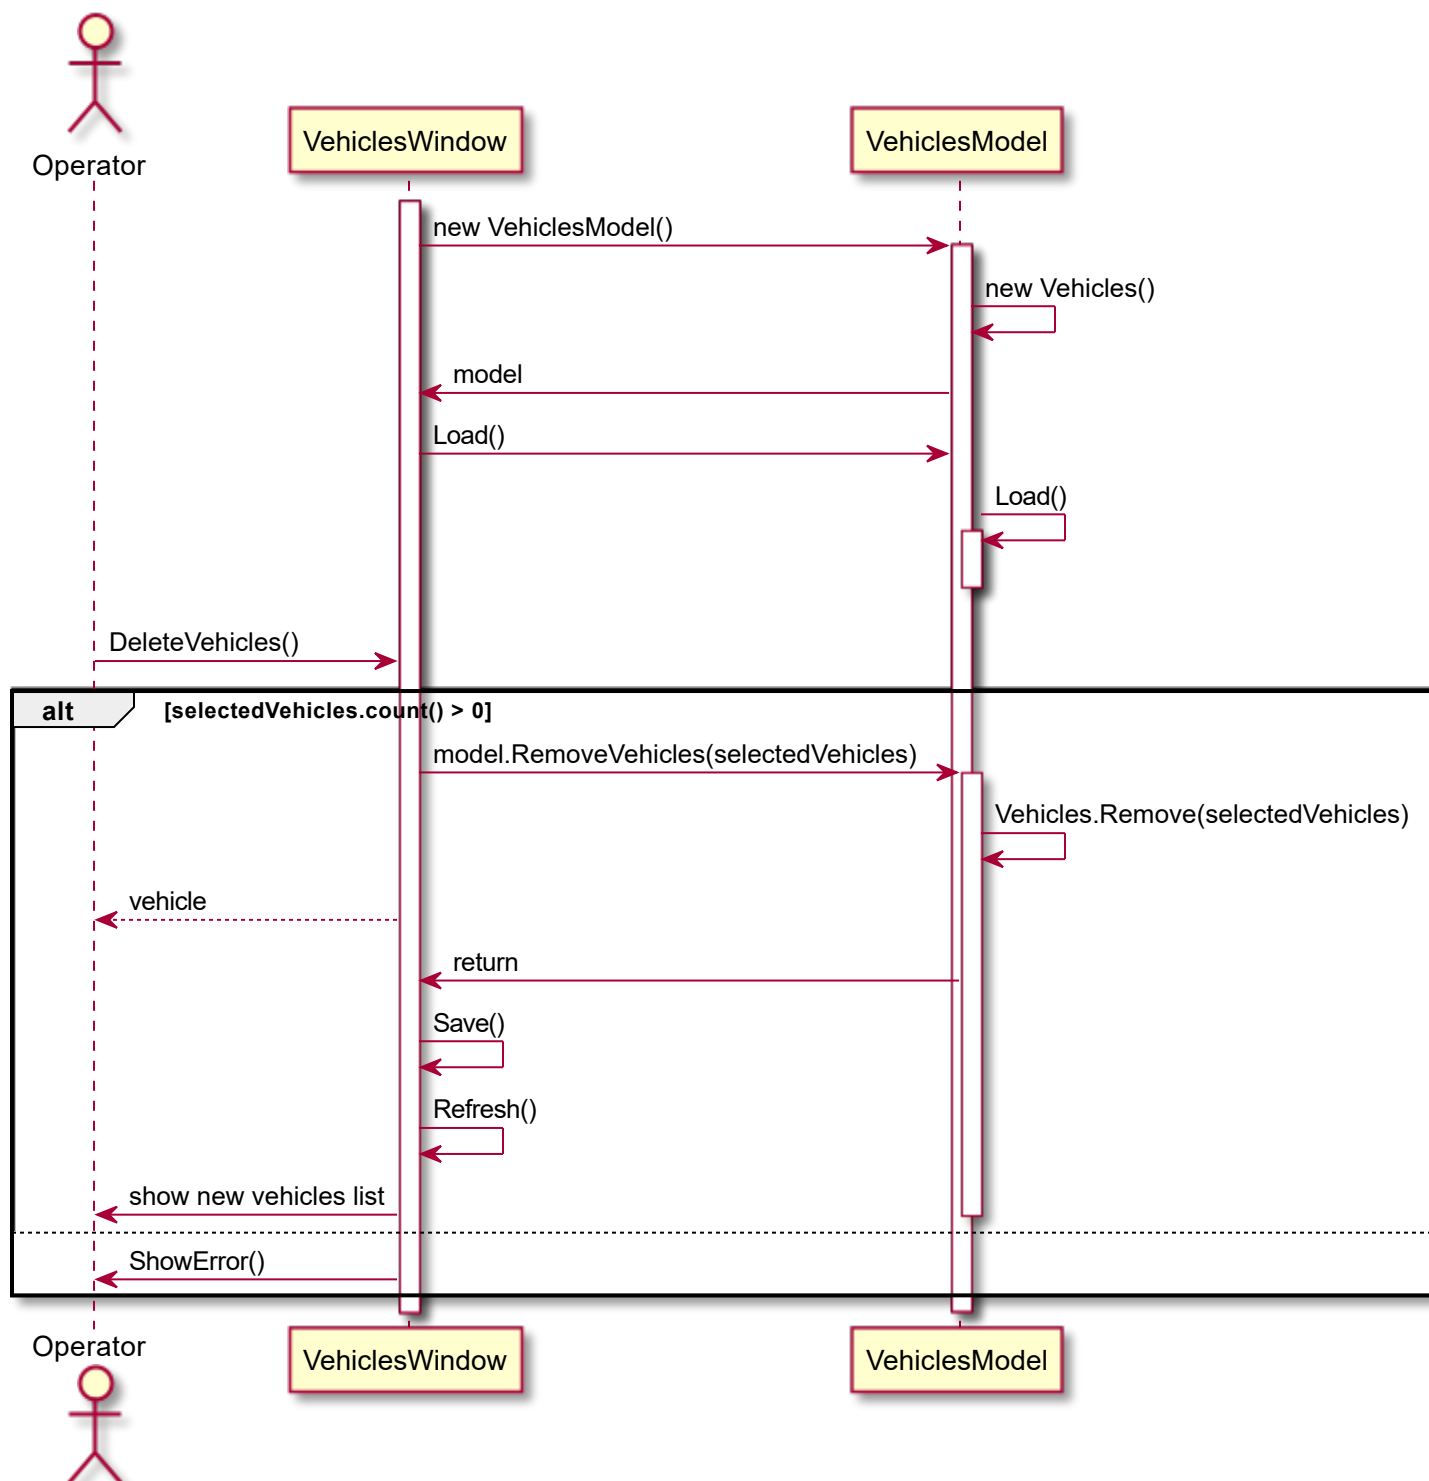 Operator
VehiclesWindow
VehiclesModel
new VehiclesModel()
new Vehicles()
model
Load()
Load()
DeleteVehicles()
alt
[selectedVehicles.count() > 0]
model.RemoveVehicles(selectedVehicles)
Vehicles.Remove(selectedVehicles)
vehicle
return
Save()
Refresh()
show new vehicles list
ShowError()
Operator
VehiclesWindow
VehiclesModel